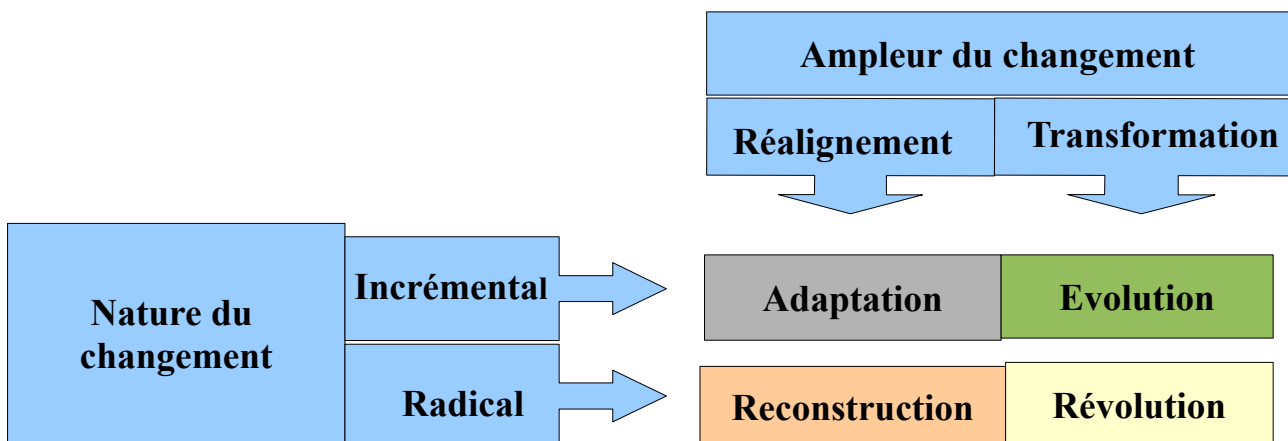 Ampleur du changement
Réalignement
Transformation
Nature du
changement
Incrémental
Adaptation
Evolution
Radical
Reconstruction
Révolution